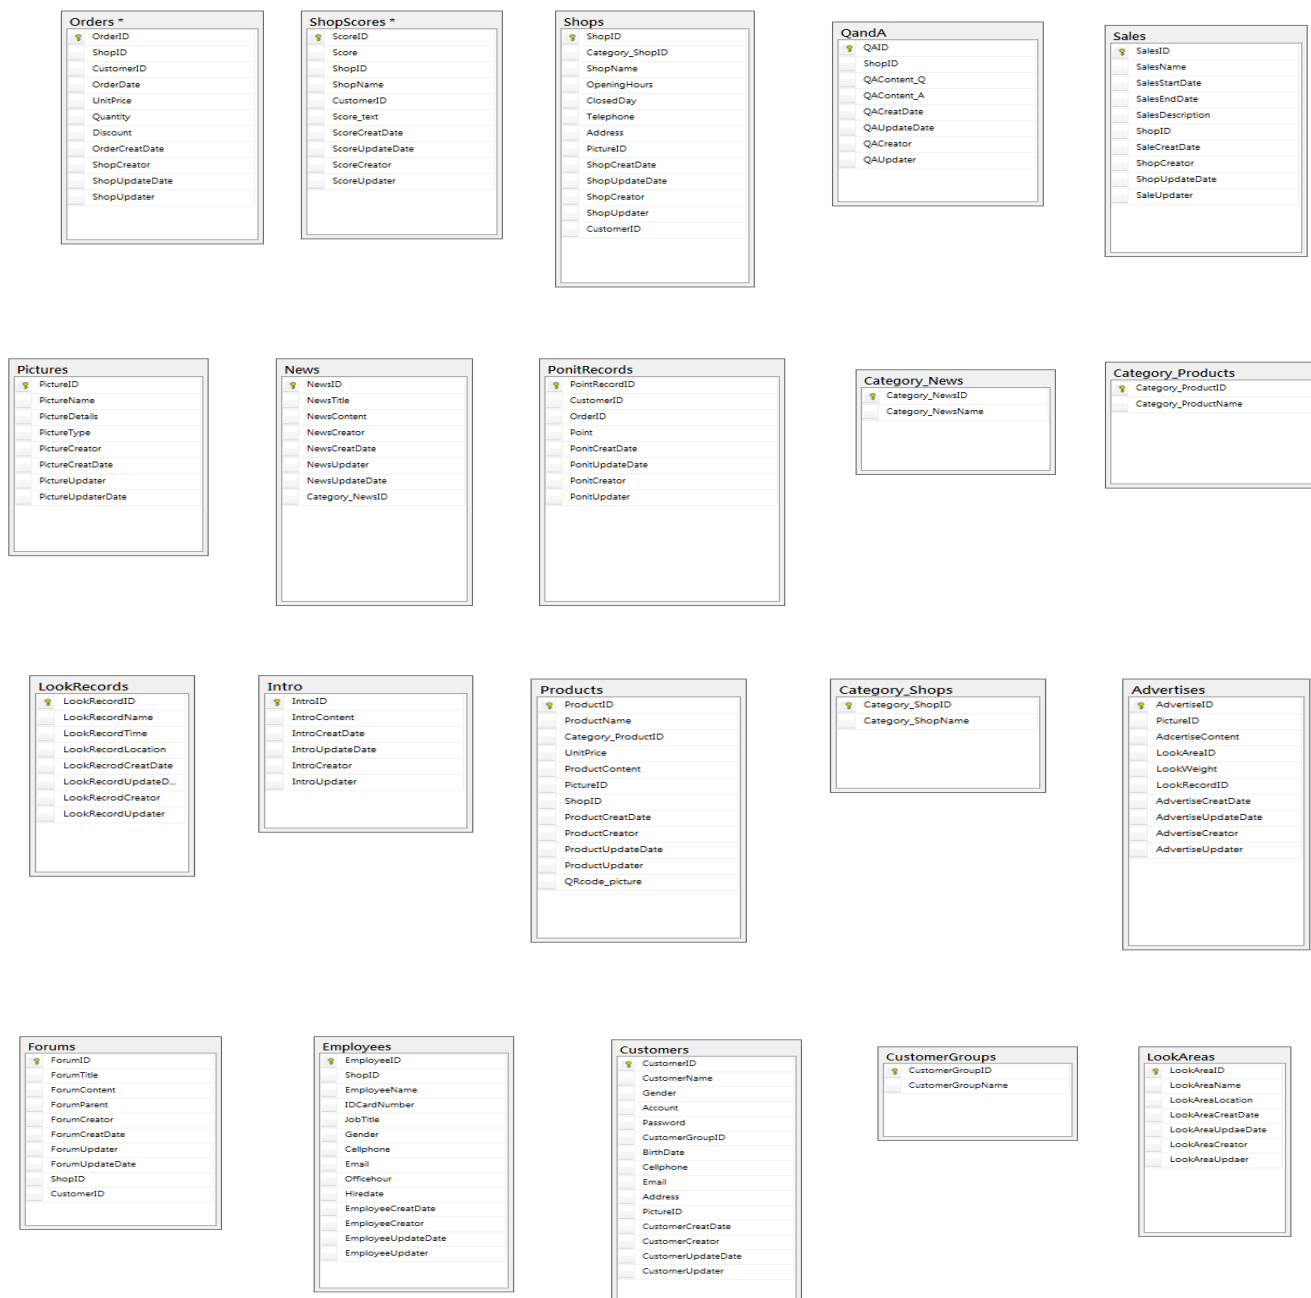 Orders *
OrderID
ShopID
CustomerID
OrderDate
UnitPrice
Quantity
Discount
OrderCreatDate
ShopCreator
ShopUpdateDate
ShopUpdater
ShopScores *
ScoreID
Score
ShopID
ShopName
CustomerID
Score_text
ScoreCreatDate
ScoreUpdateDate
ScoreCreator
ScoreUpdater
Shops
ShopID
Category_ShopID
ShopName
OpeningHours
ClosedDay
Telephone
Address
PictureID
ShopCreatDate
ShopUpdateDate
ShopCreator
ShopUpdater
CustomerID
QandA
QAID
ShopID
QAContent_Q
QAContent_A
QACreatDate
QAUpdateDate
QACreator
QAUpdater
Sales
SalesID
SalesName
SalesStartDate
SalesEndDate
SalesDescription
ShopID
SaleCreatDate
ShopCreator
ShopUpdateDate
SaleUpdater
Pictures
PictureID
PictureName
PictureDetails
PictureType
PictureCreator
PictureCreatDate
PictureUpdater
PictureUpdaterDate
News
NewsID
NewsTitle
NewsContent
NewsCreator
NewsCreatDate
NewsUpdater
NewsUpdateDate
Category_NewsID
PonitRecords
PointRecordID
CustomerID
OrderID
Point
PonitCreatDate
PonitUpdateDate
PonitCreator
PonitUpdater
Category_News
Category_NewsID
Category_NewsName
Category_Products
Category_ProductID
Category_ProductName
LookRecords
LookRecordID
LookRecordName
LookRecordTime
LookRecordLocation
LookRecrodCreatDate
LookRecordUpdateD...
LookRecrodCreator
LookRecordUpdater
Intro
IntroID
IntroContent
IntroCreatDate
IntroUpdateDate
IntroCreator
IntroUpdater
Products
ProductID
ProductName
Category_ProductID
UnitPrice
ProductContent
PictureID
ShopID
ProductCreatDate
ProductCreator
ProductUpdateDate
ProductUpdater
QRcode_picture
Category_Shops
Category_ShopID
Category_ShopName
Advertises
AdvertiseID
PictureID
AdcertiseContent
LookAreaID
LookWeight
LookRecordID
AdvertiseCreatDate
AdvertiseUpdateDate
AdvertiseCreator
AdvertiseUpdater
Forums
ForumID
ForumTitle
ForumContent
ForumParent
ForumCreator
ForumCreatDate
ForumUpdater
ForumUpdateDate
ShopID
CustomerID
Employees
EmployeeID
ShopID
EmployeeName
IDCardNumber
JobTitle
Gender
Cellphone
Email
Officehour
Hiredate
EmployeeCreatDate
EmployeeCreator
EmployeeUpdateDate
EmployeeUpdater
Customers
CustomerID
CustomerName
Gender
Account
Password
CustomerGroupID
BirthDate
Cellphone
Email
Address
PictureID
CustomerCreatDate
CustomerCreator
CustomerUpdateDate
CustomerUpdater
CustomerGroups
CustomerGroupID
CustomerGroupName
LookAreas
LookAreaID
LookAreaName
LookAreaLocation
LookAreaCreatDate
LookAreaUpdaeDate
LookAreaCreator
LookAreaUpdaer